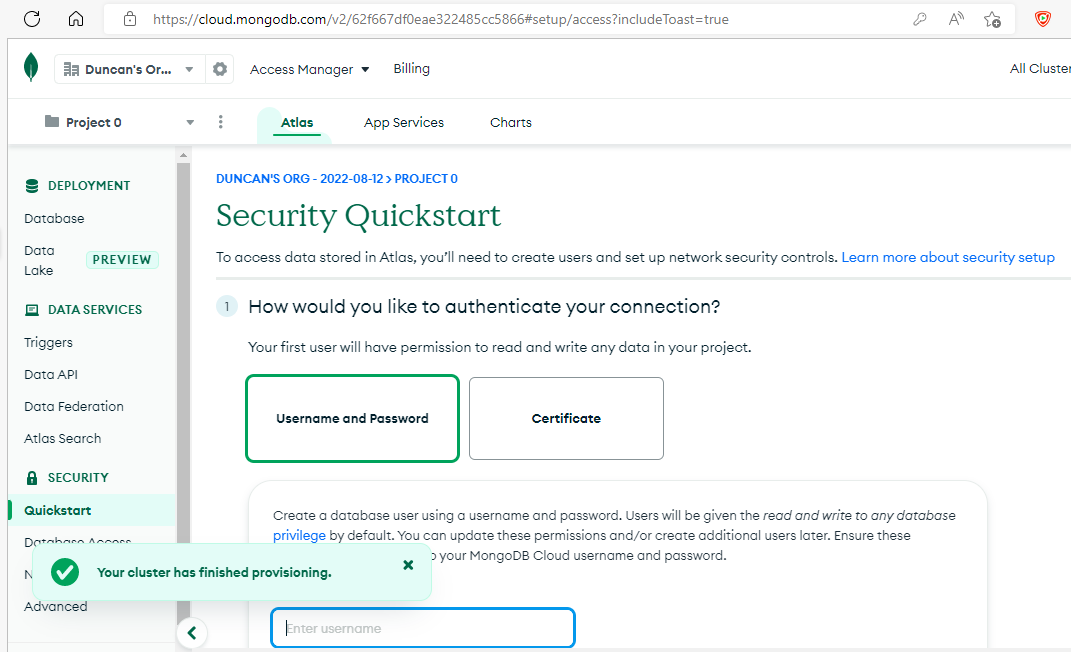 https://cloud.mongodb.com/v2/62f667df0eae322485cc5866#setup/access?includeToast=true
Duncan's Or...
Access Manager
Billing
All Cluster
Project 0
Atlas
App Services
Charts
DEPLOYMENT
Database
Data
Lake
PREVIEW
DATA SERVICES
Triggers
Data API
Data Federation
Atlas Search
SECURITY
Quickstart
Database Access
N
Advanced
DUNCAN'S ORG - 2022-08-12 > PROJECT 0
Security Quickstart
To access data stored in Atlas, you’ll need to create users and set up network security controls. Learn more about security setup
1 How would you like to authenticate your connection?
Your first user will have permission to read and write any data in your project.
Username and Password
Certificate
Create a database user using a username and password. Users will be given the read and write to any database
privilege by default. You can update these permissions and/or create additional users later. Ensure these
o your MongoDB Cloud username and password.
Your cluster has finished provisioning.
Enter username